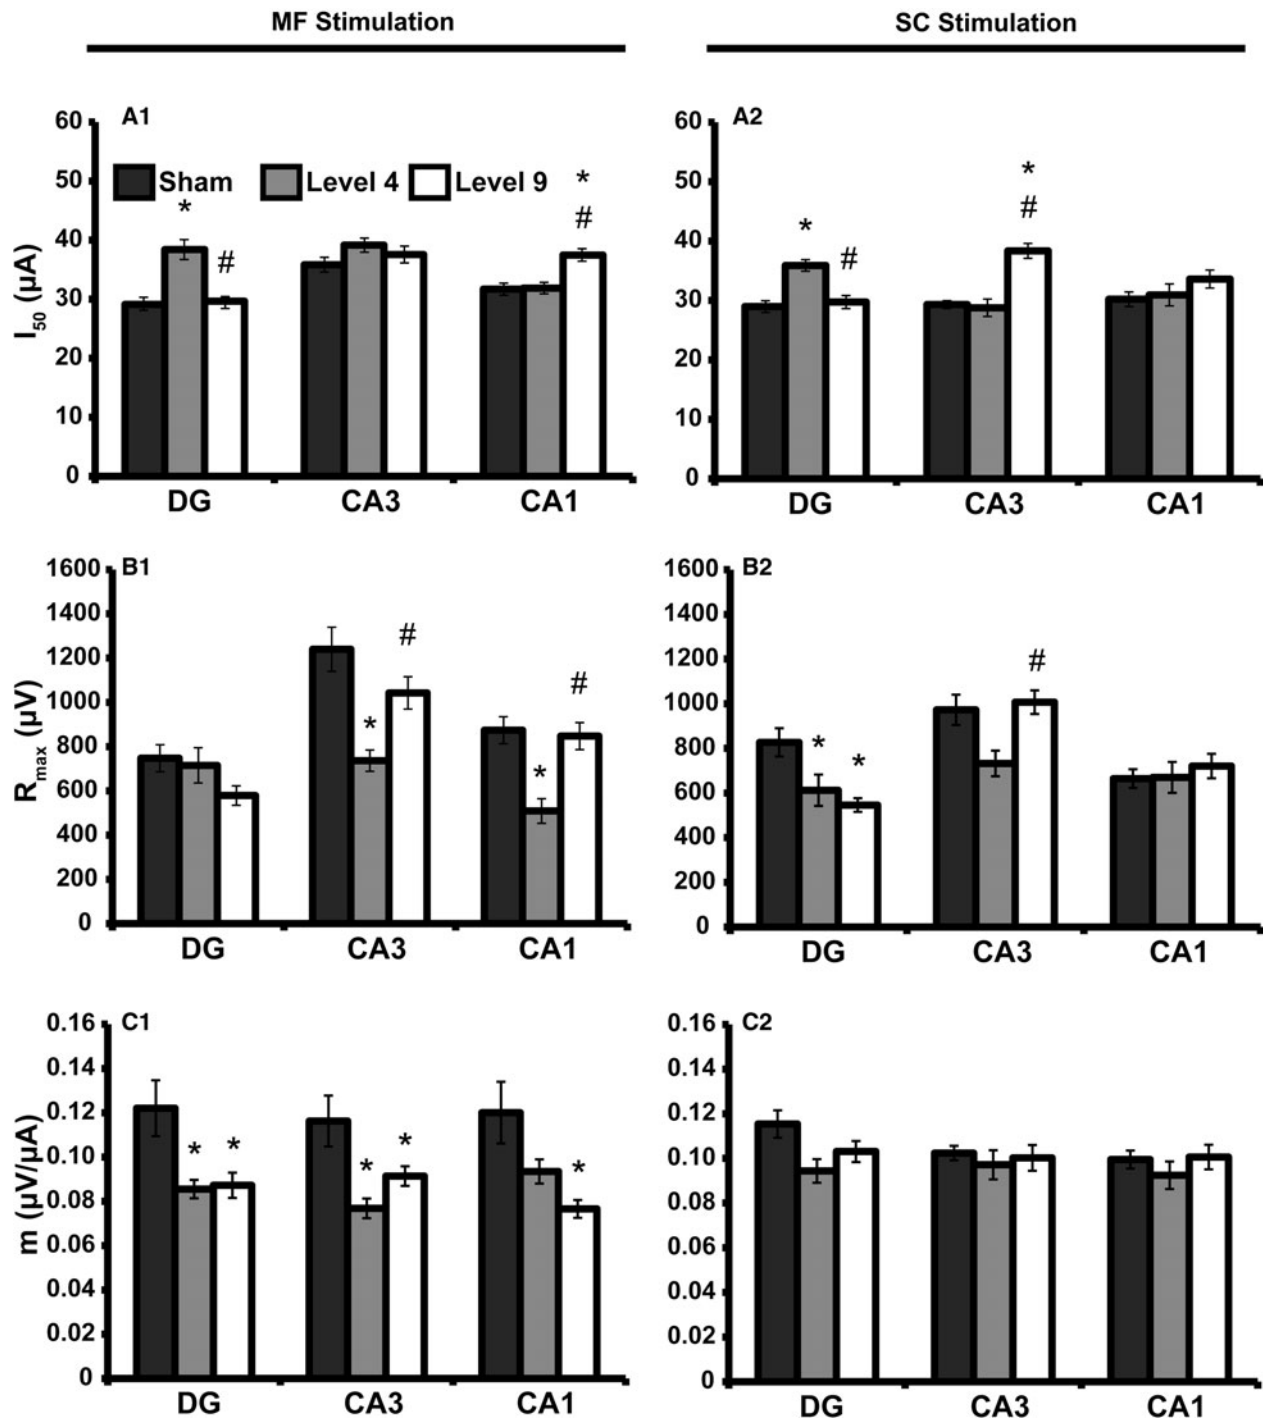 MF Stimulation
SC Stimulation
A1
60
50
40
30
20
10
0
I50 (µA)
Sham
Level 4
Level 9
*
#
*
#
DG
CA3
CA1
A2
60
50
40
30
20
10
0
*
#
*
#
DG
CA3
CA1
B1
1600
1400
1200
1000
800
600
400
200
0
Rmax (µV)
*
#
*
#
DG
CA3
CA1
B2
1600
1400
1200
1000
800
600
400
200
0
*
*
#
DG
CA3
CA1
C1
0.16
0.14
0.12
0.10
0.08
0.06
0.04
0.02
0
m (µV/µA)
*
*
*
*
*
DG
CA3
CA1
C2
0.16
0.14
0.12
0.10
0.08
0.06
0.04
0.02
0
DG
CA3
CA1